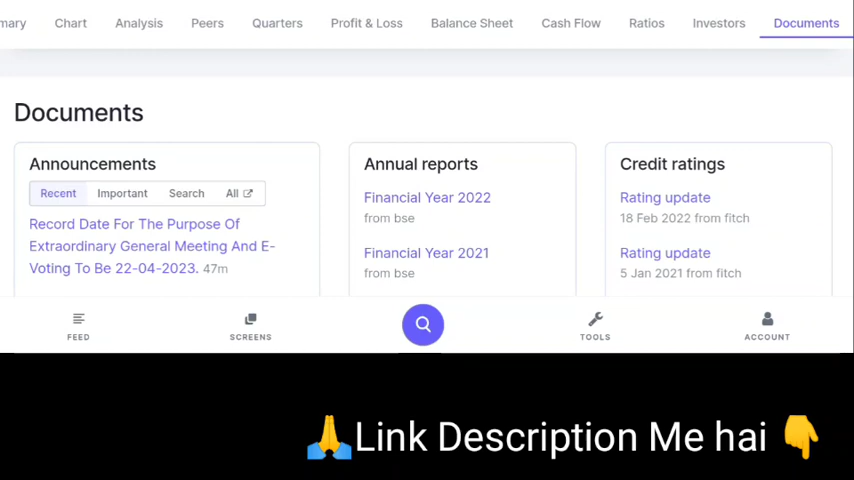 mary Chart Analysis Peers Quarters Profit & Loss Balance Sheet Cash Flow Ratios Investors Documents
Documents
Announcements
Recent Important Search All
Record Date For The Purpose Of
Extraordinary General Meeting And E-
Voting To Be 22-04-2023. 47m
Annual reports
Financial Year 2022
from bse
Financial Year 2021
from bse
Credit ratings
Rating update
18 Feb 2022 from fitch
Rating update
5 Jan 2021 from fitch
FEED SCREENS TOOLS ACCOUNT
🙏Link Description Me hai 👇